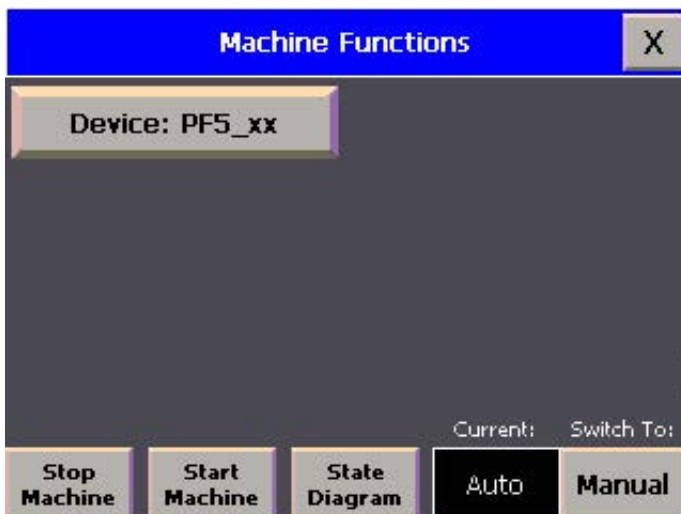 Machine Functions X
Device: PF5_xx
Current: Switch To:
Stop Machine
Start Machine
State Diagram
Auto
Manual